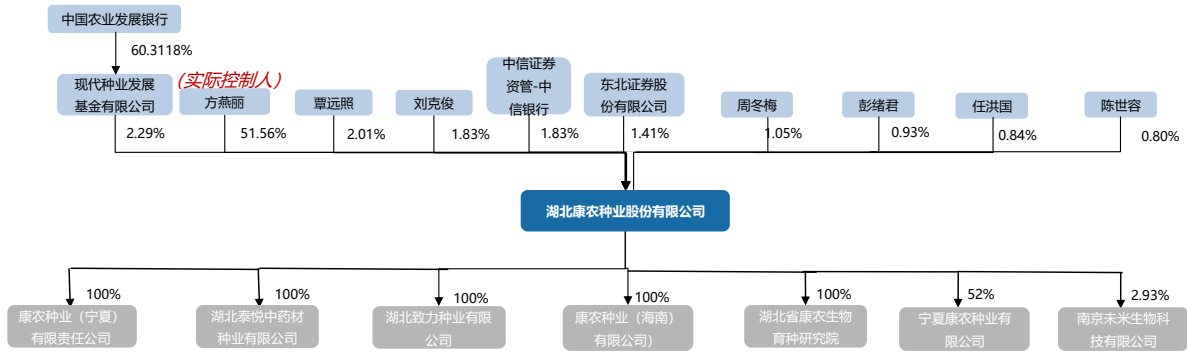 中国农业发展银行
60.3118%
现代种业发展
基金有限公司
(实际控制人)
方燕丽
覃远照
刘克俊
中信证券
资管-中
信银行
东北证券股
份有限公司
周冬梅
彭绪君
任洪国
陈世容
2.29%
51.56%
2.01%
1.83%
1.83%
1.41%
1.05%
0.93%
0.84%
0.80%
湖北康农种业股份有限公司
100%
100%
100%
100%
100%
52%
2.93%
康农种业（宁夏）
有限责任公司
湖北泰悦中药材
种业有限公司
湖北致力种业有限
公司
康农种业（海南）
有限公司）
湖北省康农生物
育种研究院
宁夏康农种业有
限公司
南京未米生物科
技有限公司